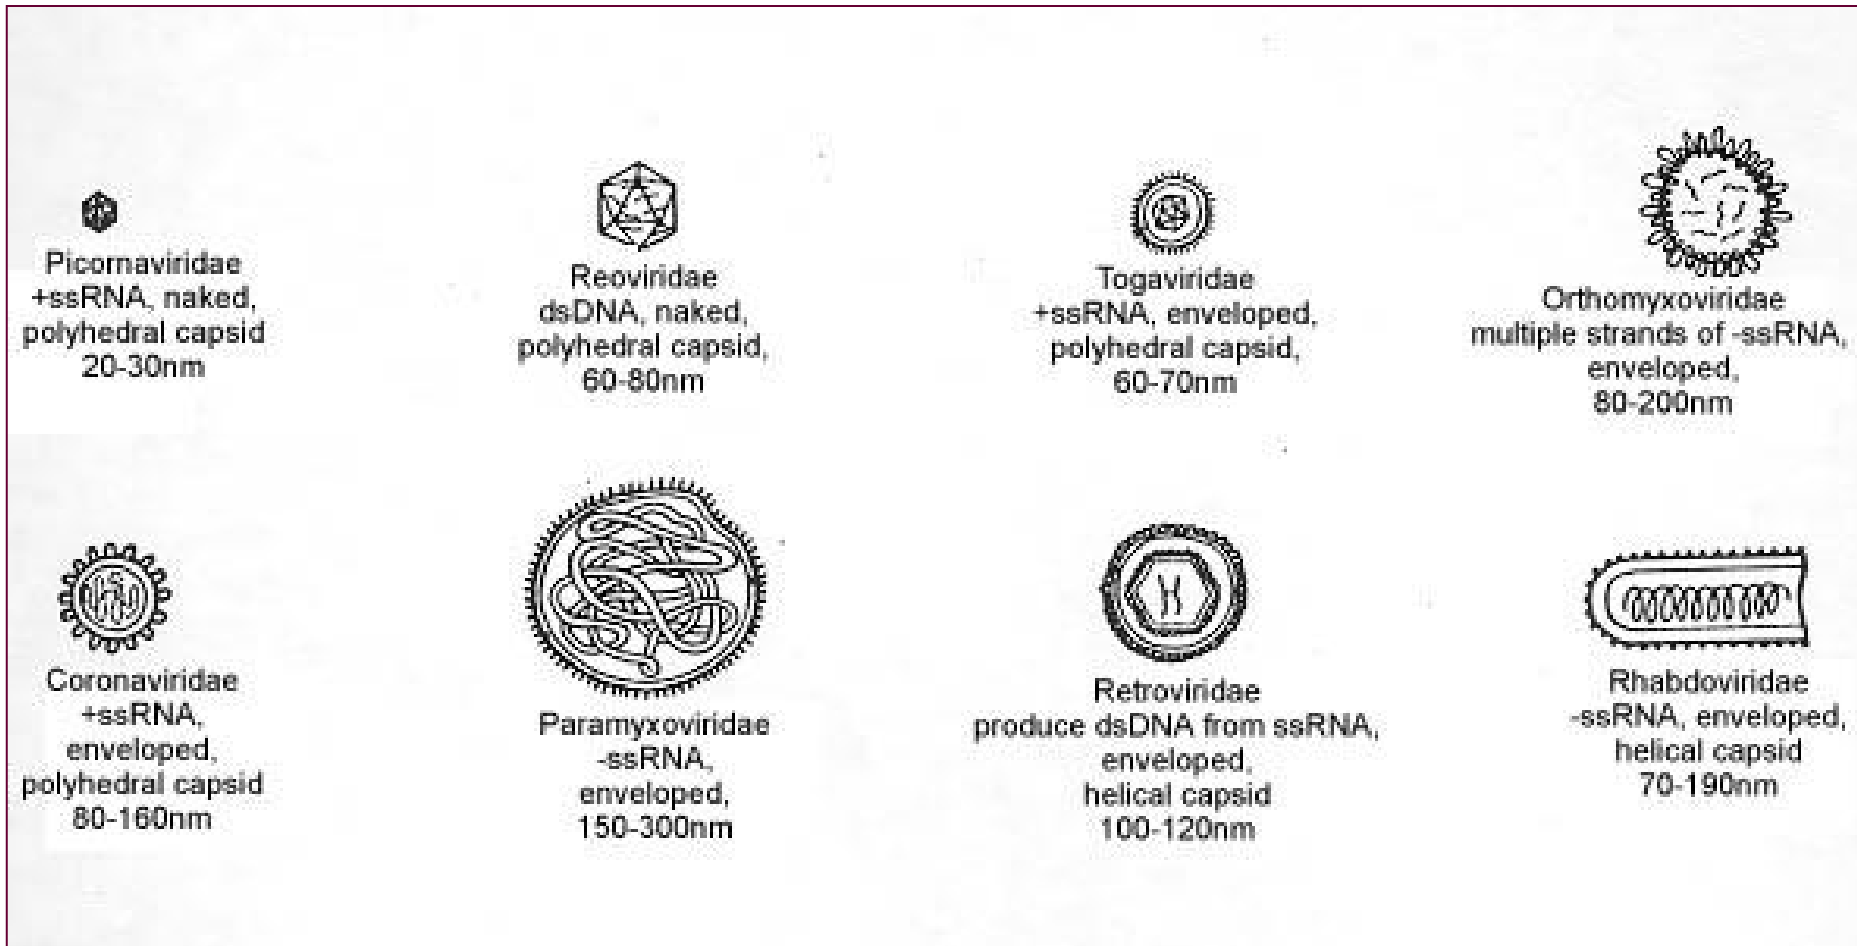 Picornaviridae
+ssRNA, naked,
polyhedral capsid
20-30nm
Reoviridae
dsDNA, naked,
polyhedral capsid,
60-80nm
Togaviridae
+ssRNA, enveloped,
polyhedral capsid,
60-70nm
Orthomyxoviridae
multiple strands of -ssRNA,
enveloped,
80-200nm
Coronaviridae
+ssRNA,
enveloped,
polyhedral capsid
80-160nm
Paramyxoviridae
-ssRNA,
enveloped,
150-300nm
Retroviridae
produce dsDNA from ssRNA,
enveloped,
helical capsid
100-120nm
Rhabdoviridae
-ssRNA, enveloped,
helical capsid
70-190nm